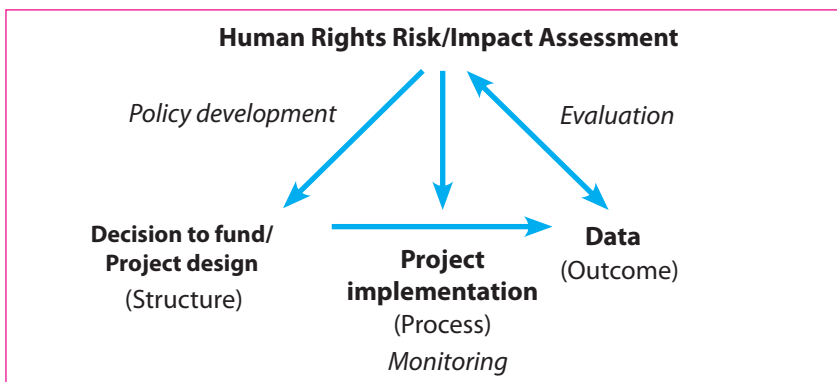 Human Rights Risk/Impact Assessment
Policy development
Evaluation
Decision to fund/
Project design
(Structure)
Project
implementation
(Process)
Monitoring
Data
(Outcome)